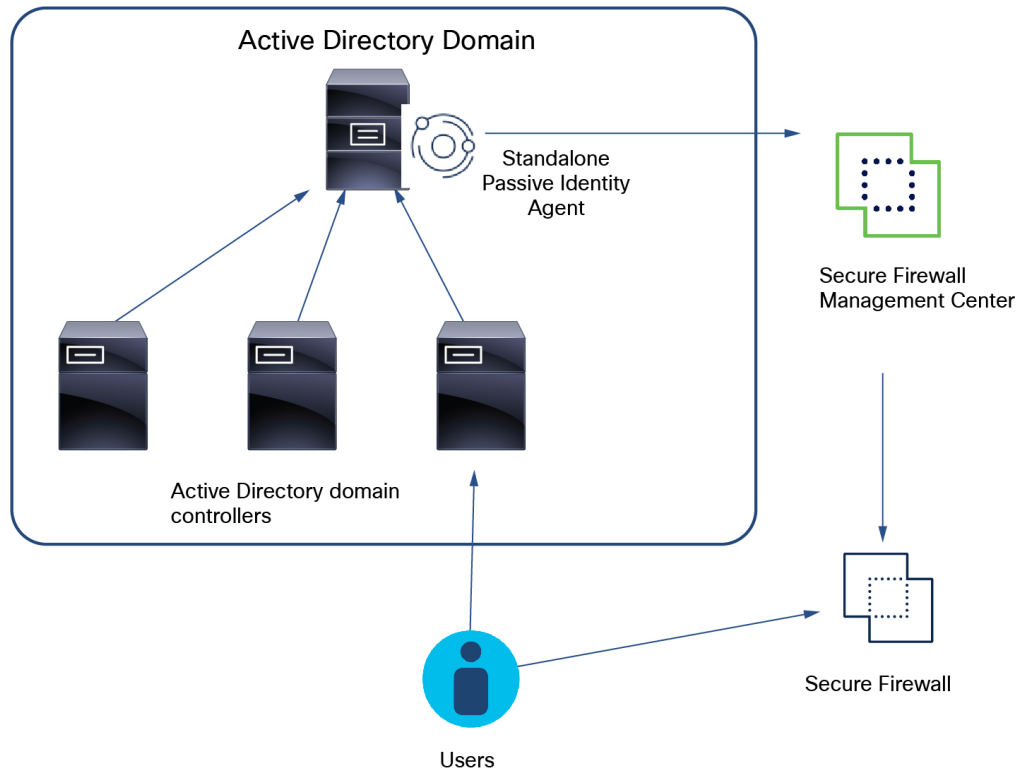 Active Directory Domain
Standalone
Passive Identity
Agent
Secure Firewall
Management Center
Active Directory domain
controllers
Secure Firewall
Users